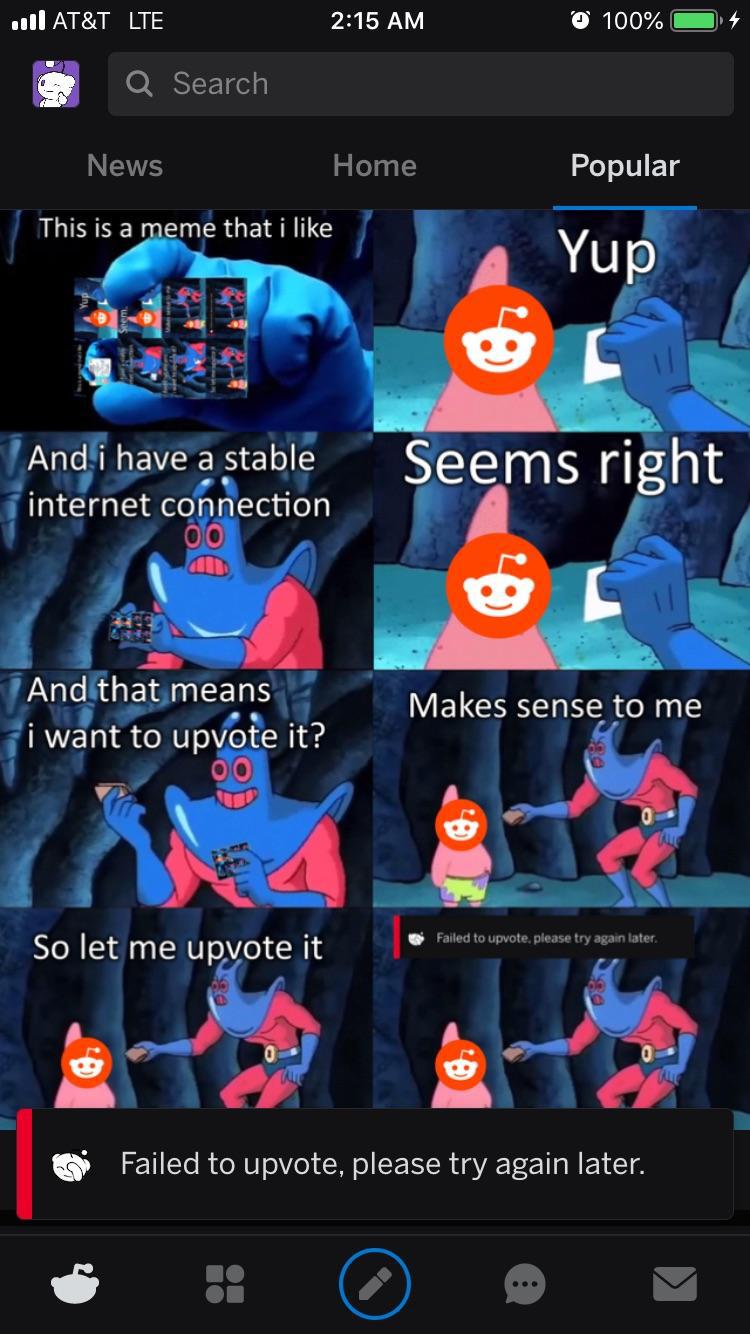 AT&T LTE
2:15 AM
100%
Search
News
Home
Popular
This is a meme that i like
Yup
Yup
Seems
And i have a stable
internet connection
Seems right
And that means
i want to upvote it?
Makes sense to me
So let me upvote it
Failed to upvote, please try again later.
Failed to upvote, please try again later.